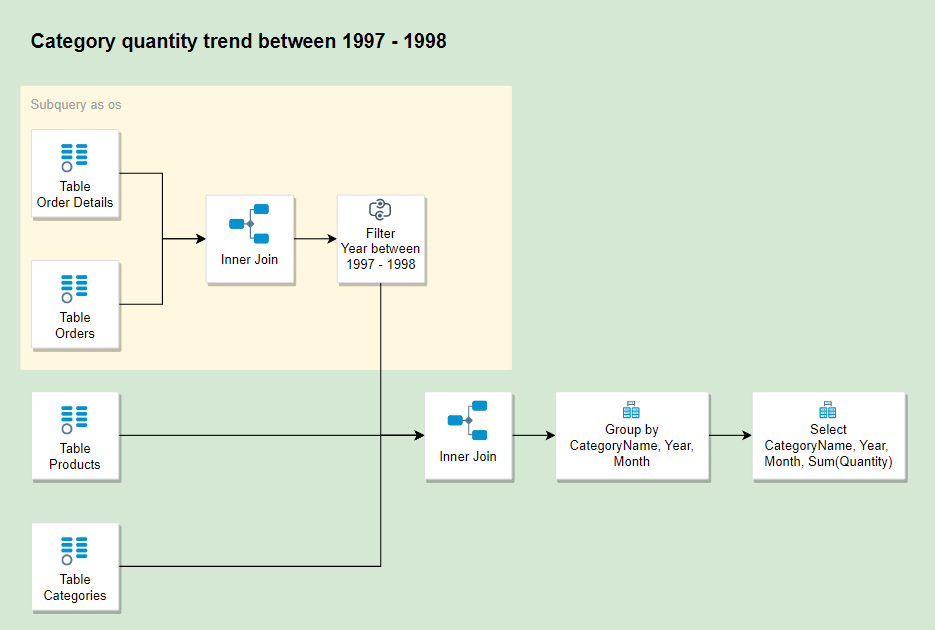 Category quantity trend between 1997 - 1998
Subquery as os
Table
Order Details
Inner Join
Filter
Year between
1997 - 1998
Table
Orders
Table
Products
Inner Join
Group by
CategoryName, Year,
Month
Select
CategoryName, Year,
Month, Sum(Quantity)
Table
Categories